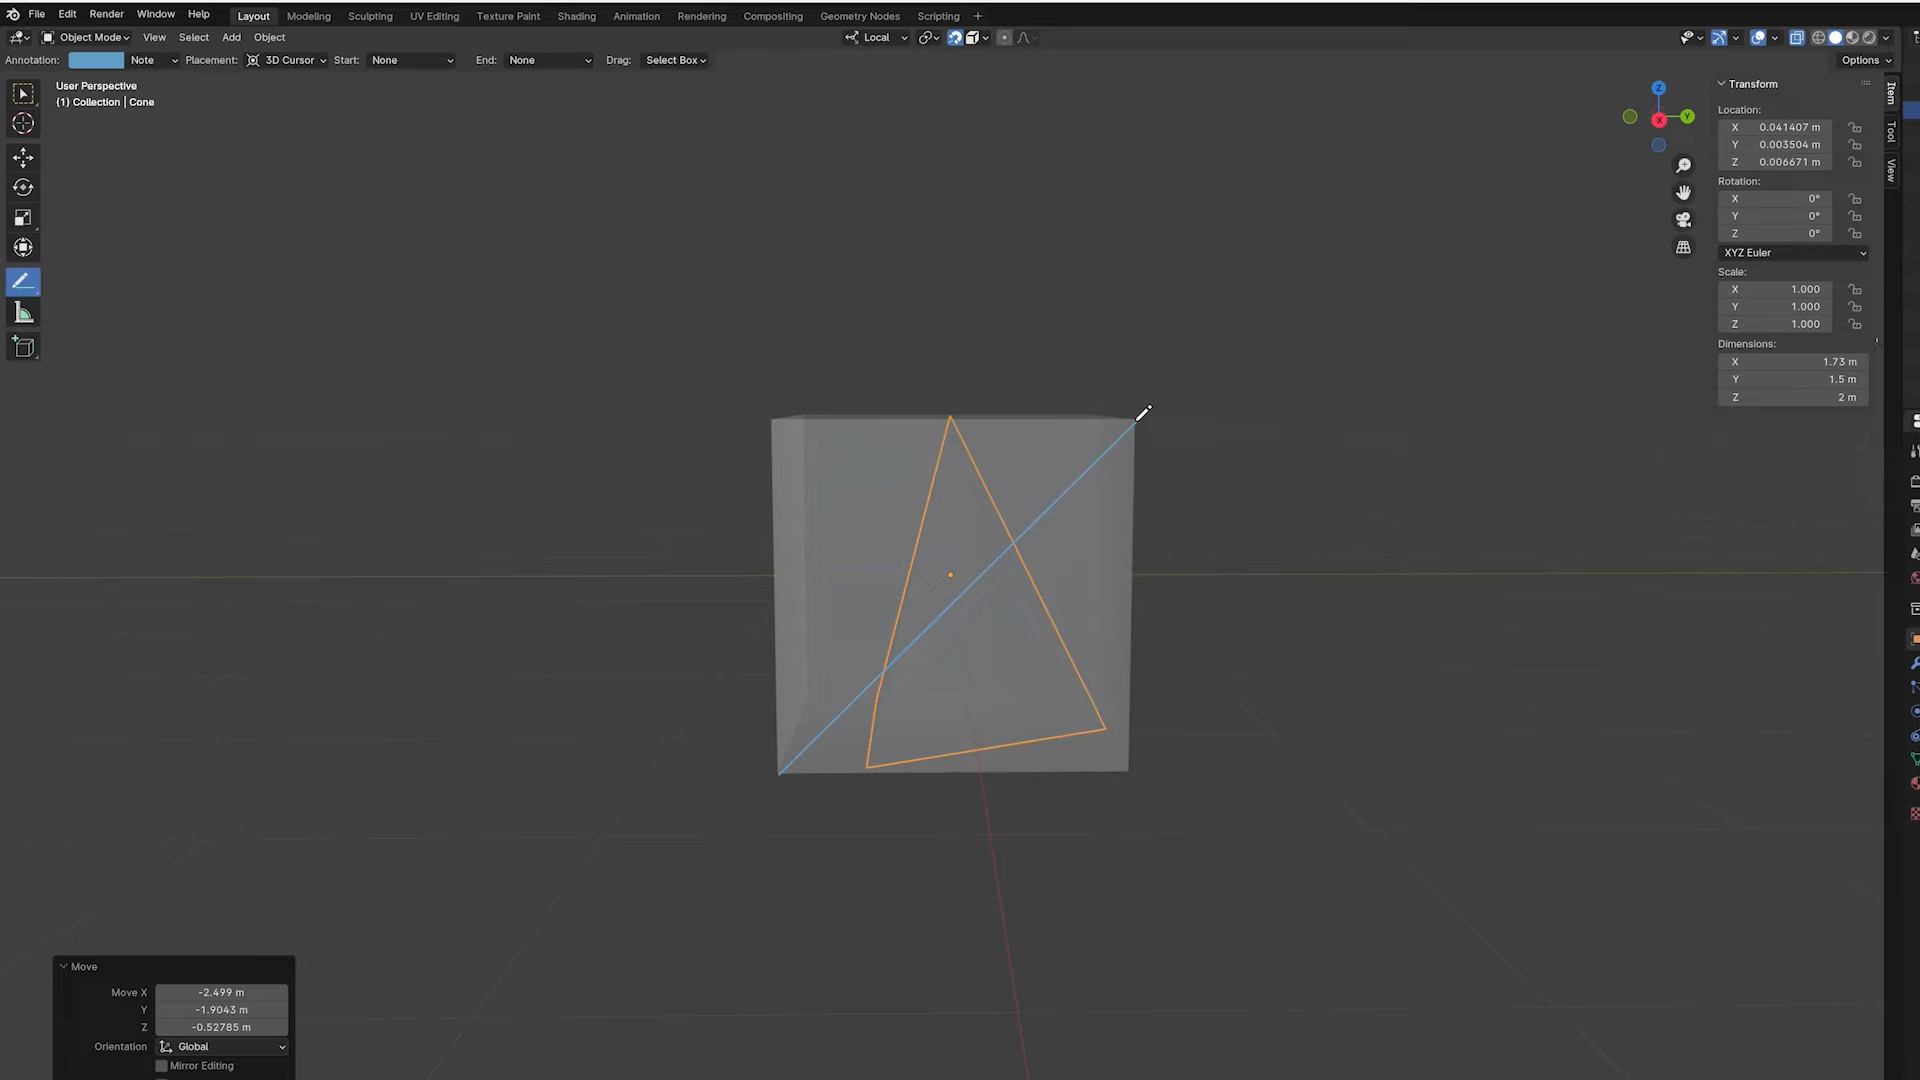 File Edit Render Window Help Layout Modeling Sculpting UV Editing Texture Paint Shading Animation Rendering Compositing Geometry Nodes Scripting +
Object Mode View Select Add Object Local
Annotation: Note Placement: 3D Cursor Start: None End: None Drag: Select Box Options
User Perspective
(1) Collection | Cone
Z
X
Y
Transform
Location:
X 0.041407 m
Y 0.003504 m
Z 0.006671 m
Rotation:
X 0°
Y 0°
Z 0°
XYZ Euler
Scale:
X 1.000
Y 1.000
Z 1.000
Dimensions:
X 1.73 m
Y 1.5 m
Z 2 m
Item
Tool
View
Move
Move X -2.499 m
Y -1.9043 m
Z -0.52785 m
Orientation Global
Mirror Editing